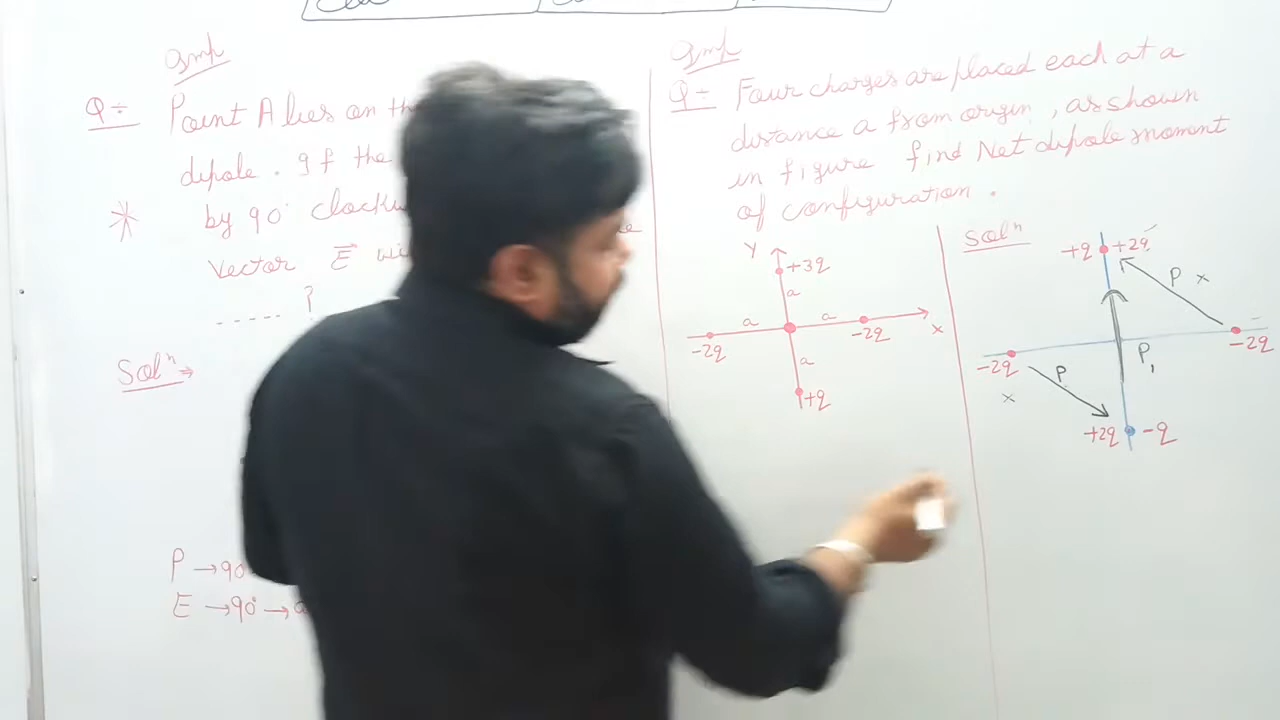 Imp
Q ÷ Point A lies on th
dipole. If the
by 90° clockw
vector E
- - - - - ?
Solⁿ →
P → 90
E → 90° →
Imp
Q ÷ Four charges are placed each at a
distance a from origin, as shown
in figure find Net dipole moment
of configuration.
Y
+3q
a
a
a
-2q
-2q
x
a
+q
Solⁿ
+q +2q
P x
-2q
-2q
P₁
P
x
+2q -q